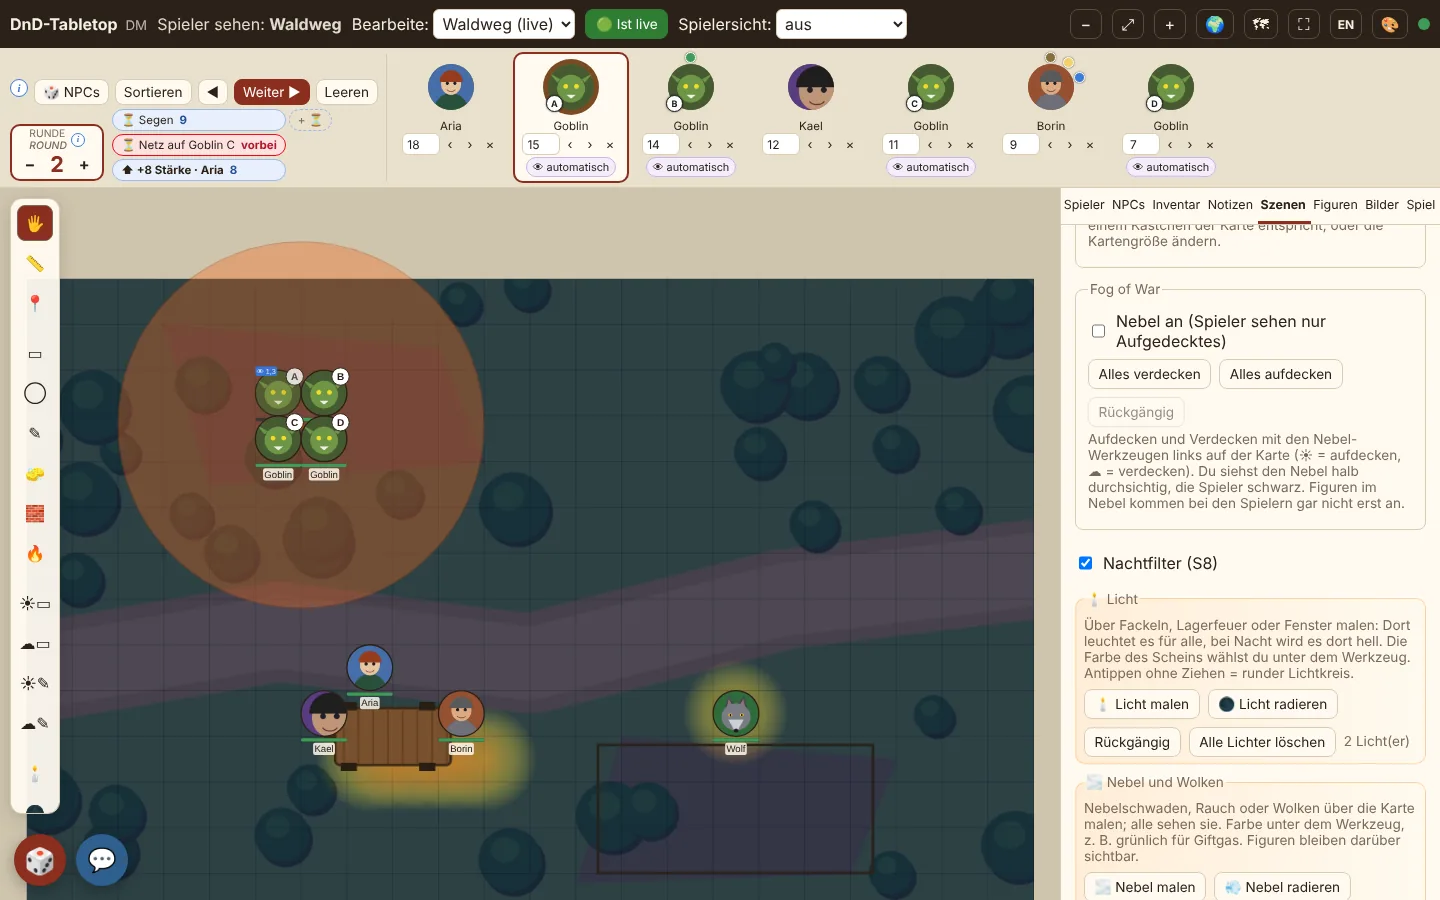 DnD-Tabletop DM Spieler sehen: Waldweg Bearbeite: Waldweg (live) Ist live Spielersicht: aus
− ⤢ + EN
i NPCs Sortieren ◀ Weiter ▶ Leeren
RUNDE
ROUND i
− 2 +
Segen 9 +
Netz auf Goblin C vorbei
+8 Stärke · Aria 8
Aria
18 ‹ › ×
A
Goblin
15 ‹ › ×
automatisch
B
Goblin
14 ‹ › ×
automatisch
Kael
12 ‹ › ×
C
Goblin
11 ‹ › ×
automatisch
Borin
9 ‹ › ×
D
Goblin
7 ‹ › ×
automatisch
1,3 A B
C D
Goblin Goblin
Aria
Kael Borin Wolf
Spieler NPCs Inventar Notizen Szenen Figuren Bilder Spiel
einem Kästchen der Karte entspricht, oder die
Kartengröße ändern.
Fog of War
Nebel an (Spieler sehen nur
Aufgedecktes)
Alles verdecken Alles aufdecken
Rückgängig
Aufdecken und Verdecken mit den Nebel-
Werkzeugen links auf der Karte (☀ = aufdecken,
☁ = verdecken). Du siehst den Nebel halb
durchsichtig, die Spieler schwarz. Figuren im
Nebel kommen bei den Spielern gar nicht erst an.
Nachtfilter (S8)
Licht
Über Fackeln, Lagerfeuer oder Fenster malen: Dort
leuchtet es für alle, bei Nacht wird es dort hell. Die
Farbe des Scheins wählst du unter dem Werkzeug.
Antippen ohne Ziehen = runder Lichtkreis.
Licht malen Licht radieren
Rückgängig Alle Lichter löschen 2 Licht(er)
Nebel und Wolken
Nebelschwaden, Rauch oder Wolken über die Karte
malen; alle sehen sie. Farbe unter dem Werkzeug,
z. B. grünlich für Giftgas. Figuren bleiben darüber
sichtbar.
Nebel malen Nebel radieren